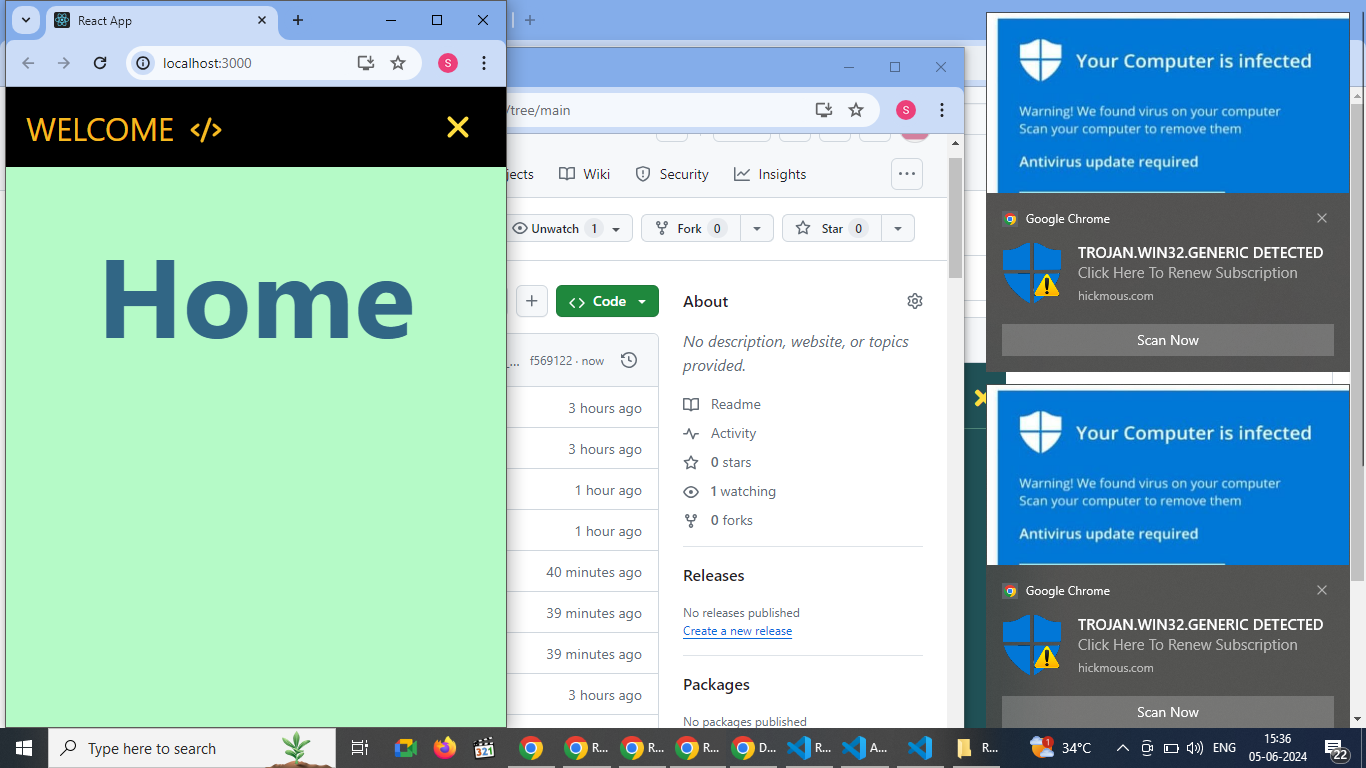 React App
localhost:3000
WELCOME </>
Home
/tree/main
jects
Wiki
Security
Insights
Unwatch 1
Fork 0
Star 0
Code
About
No description, website, or topics
provided.
f569122 · now
Readme
3 hours ago
Activity
3 hours ago
0 stars
1 hour ago
1 watching
0 forks
1 hour ago
40 minutes ago
Releases
39 minutes ago
No releases published
Create a new release
39 minutes ago
Packages
3 hours ago
No packages published
Your Computer is infected
Warning! We found virus on your computer
Scan your computer to remove them
Antivirus update required
Google Chrome
TROJAN.WIN32.GENERIC DETECTED
Click Here To Renew Subscription
hickmous.com
Scan Now
Your Computer is infected
Warning! We found virus on your computer
Scan your computer to remove them
Antivirus update required
Google Chrome
TROJAN.WIN32.GENERIC DETECTED
Click Here To Renew Subscription
hickmous.com
Scan Now
Type here to search
321
R...
R...
R...
D...
R...
A...
R...
1
34°C
ENG
15:36
05-06-2024
22
S
S